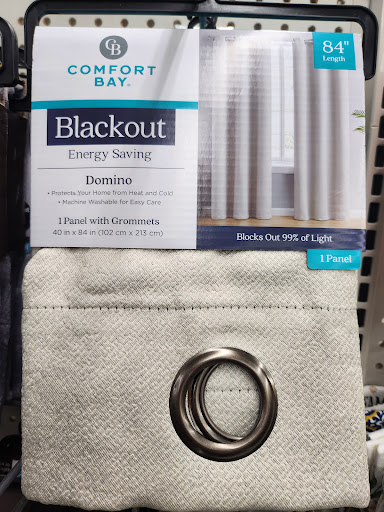 CB
COMFORT
BAY®
Blackout
Energy Saving
Domino
• Protects Your Home from Heat and Cold
• Machine Washable for Easy Care
1 Panel with Grommets
40 in x 84 in (102 cm x 213 cm)
84"
Length
Blocks Out 99% of Light
1 Panel